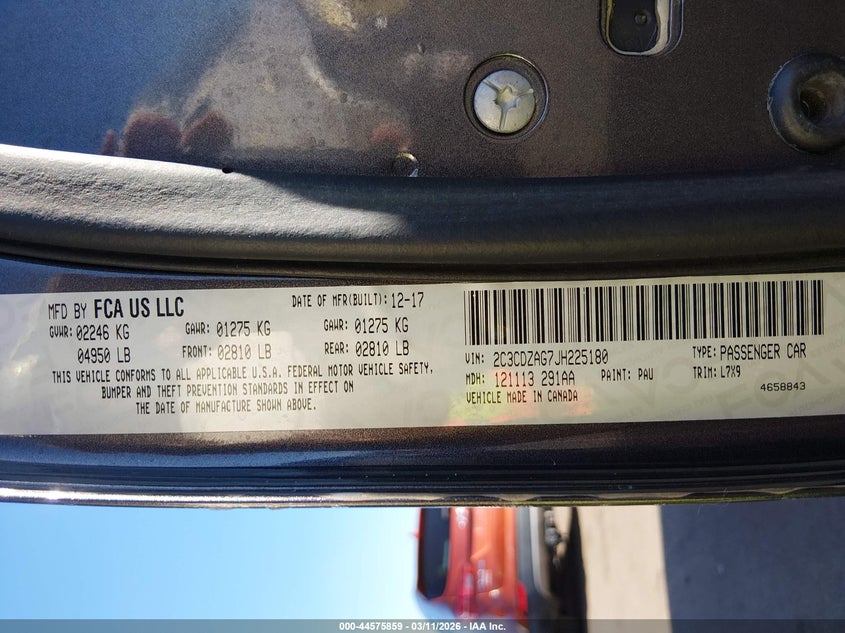 MFD BY FCA US LLC
DATE OF MFR(BUILT): 12-17
GVWR: 02246 KG GAWR: 01275 KG GAWR: 01275 KG
04950 LB FRONT: 02810 LB REAR: 02810 LB
THIS VEHICLE CONFORMS TO ALL APPLICABLE U.S.A. FEDERAL MOTOR VEHICLE SAFETY,
BUMPER AND THEFT PREVENTION STANDARDS IN EFFECT ON
THE DATE OF MANUFACTURE SHOWN ABOVE.
VIN: 2C3CDZAG7JH225180 TYPE: PASSENGER CAR
MDH: 121113 291AA PAINT: PAU TRIM: L7X9
VEHICLE MADE IN CANADA
4658843
000-44575859 — 03/11/2026 — IAA Inc.